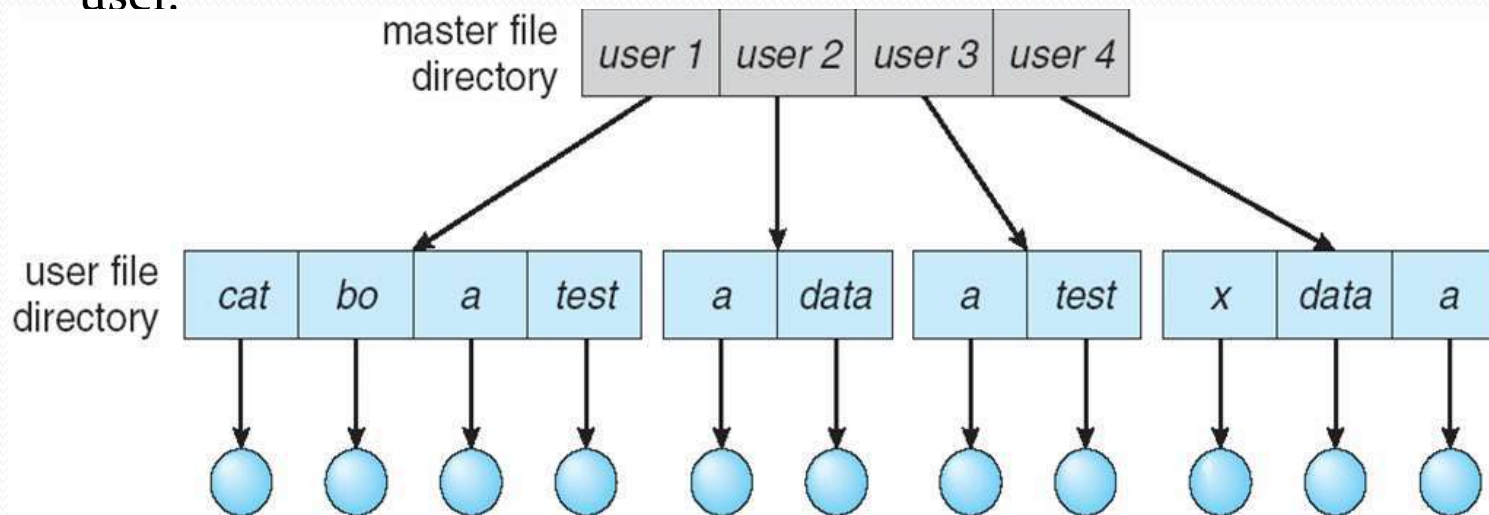 user.
master file
directory
user 1 user 2 user 3 user 4
user file
directory
cat bo a test a data a test x data a